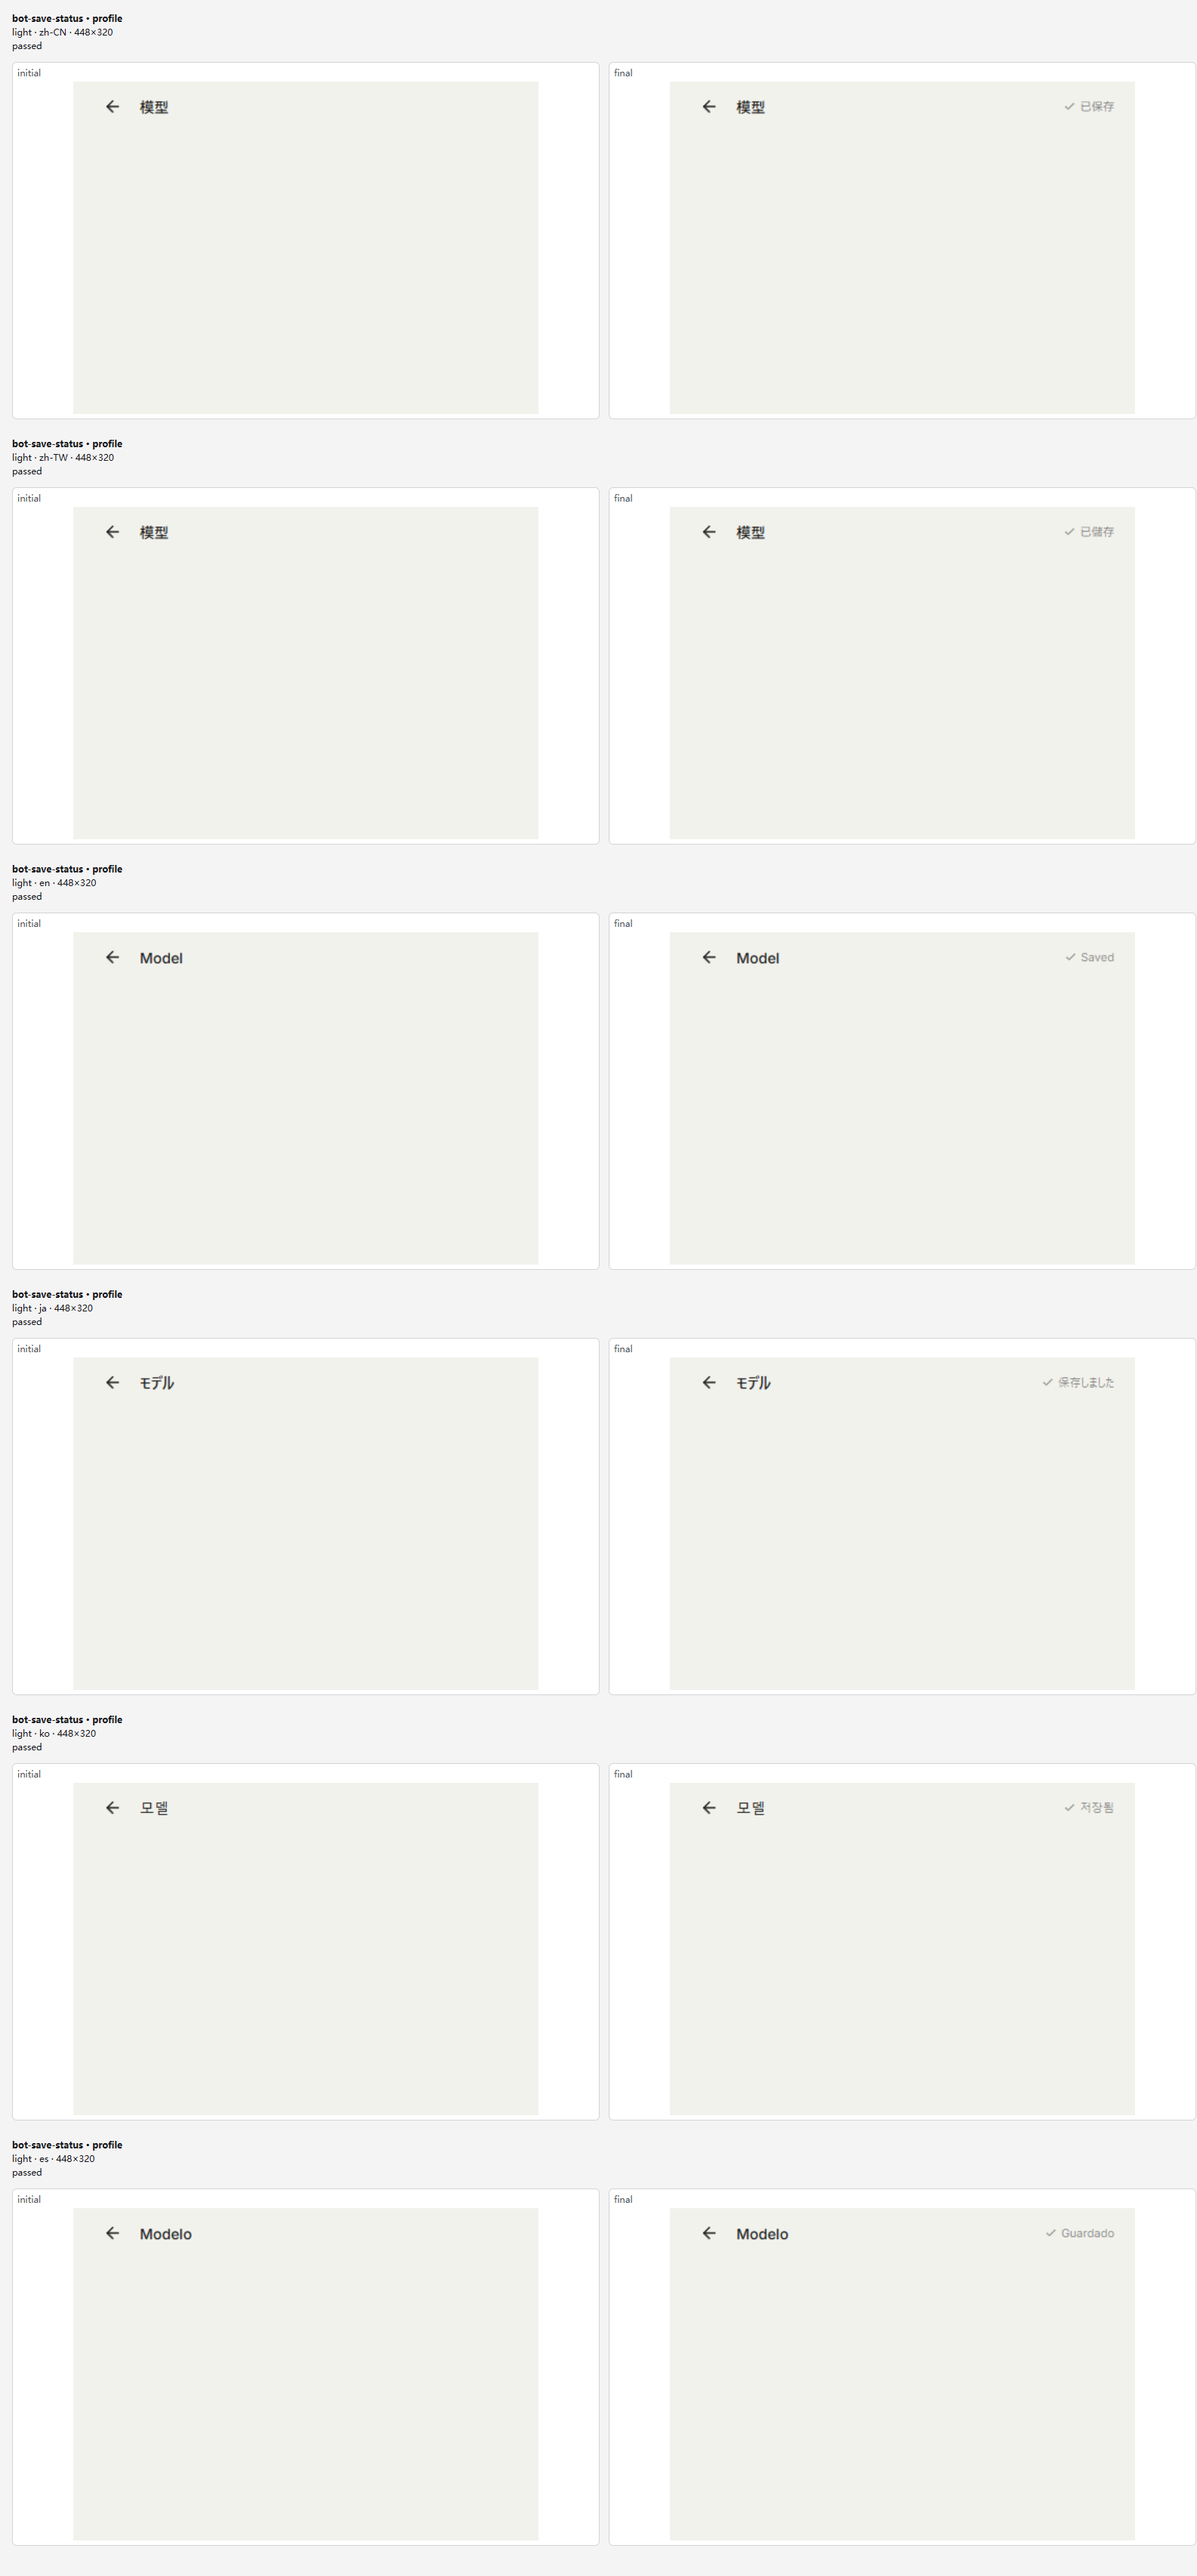 bot-save-status • profile
light · zh-CN · 448×320
passed
initial
模型
final
模型
已保存
bot-save-status • profile
light · zh-TW · 448×320
passed
initial
模型
final
模型
已儲存
bot-save-status • profile
light · en · 448×320
passed
initial
Model
final
Model
Saved
bot-save-status • profile
light · ja · 448×320
passed
initial
モデル
final
モデル
保存しました
bot-save-status • profile
light · ko · 448×320
passed
initial
모델
final
모델
저장됨
bot-save-status • profile
light · es · 448×320
passed
initial
Modelo
final
Modelo
Guardado